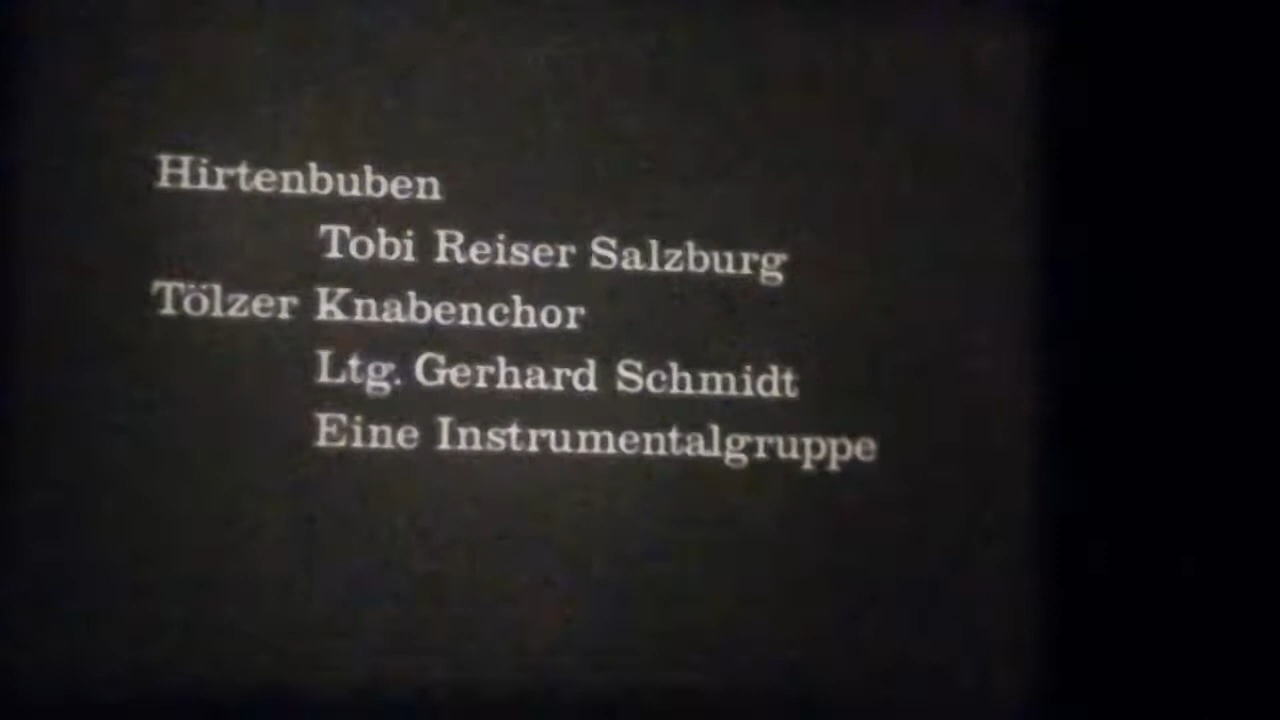 Hirtenbuben
Tobi Reiser Salzburg
Tölzer Knabenchor
Ltg. Gerhard Schmidt
Eine Instrumentalgruppe